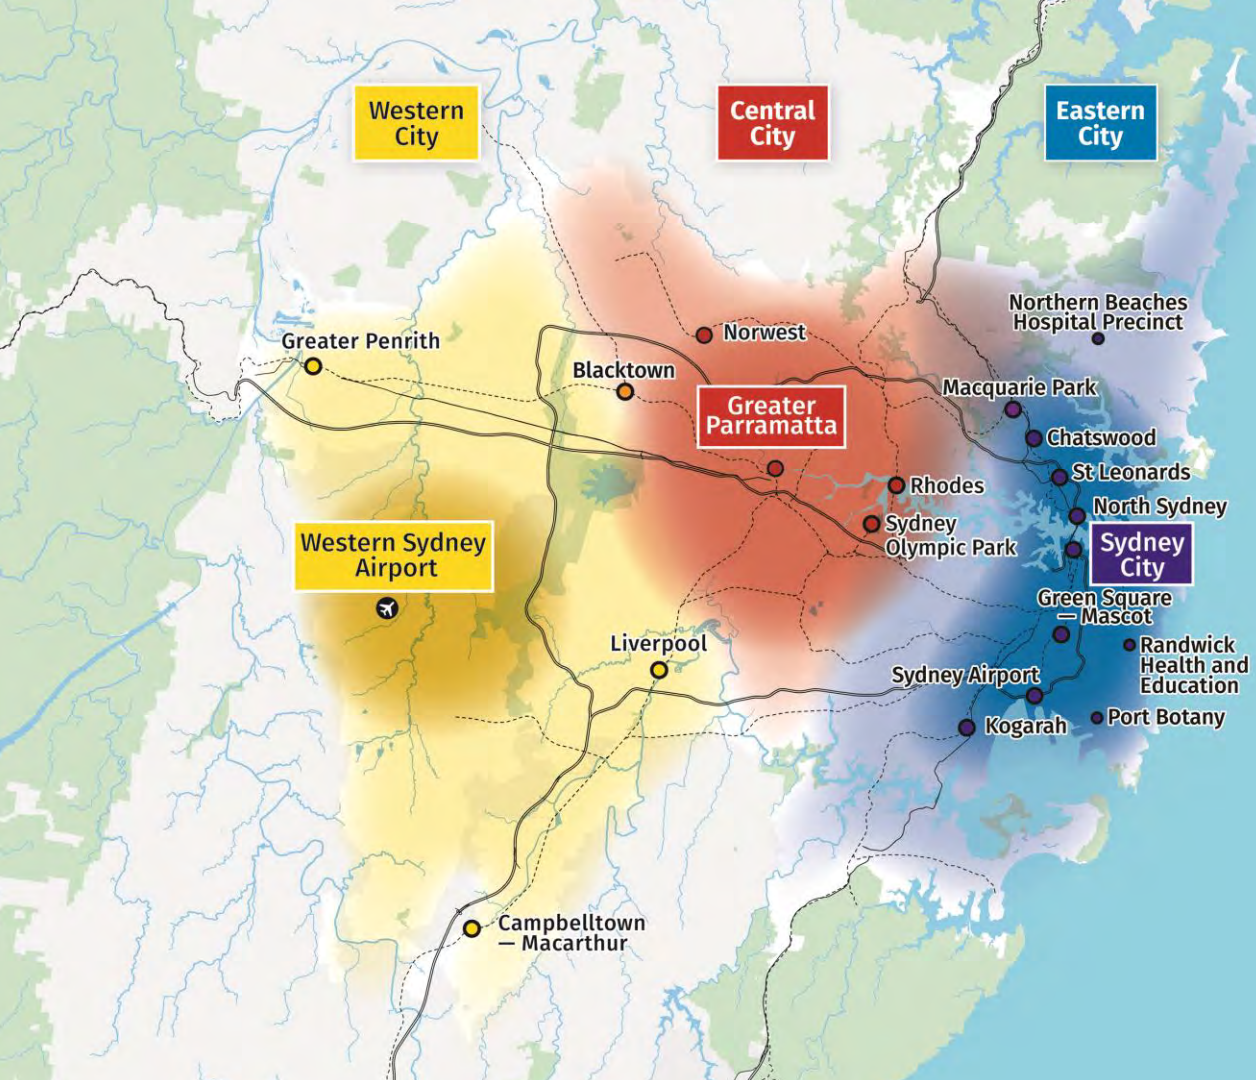 Western
City
Central
City
Eastern
City
Northern Beaches
Hospital Precinct
Norwest
Greater Penrith
Blacktown
Macquarie Park
Greater
Parramatta
Chatswood
St Leonards
Rhodes
North Sydney
Sydney
Olympic Park
Western Sydney
Airport
Sydney
City
Green Square
— Mascot
Liverpool
Randwick
Health and
Education
Sydney Airport
Kogarah
Port Botany
Campbelltown
— Macarthur